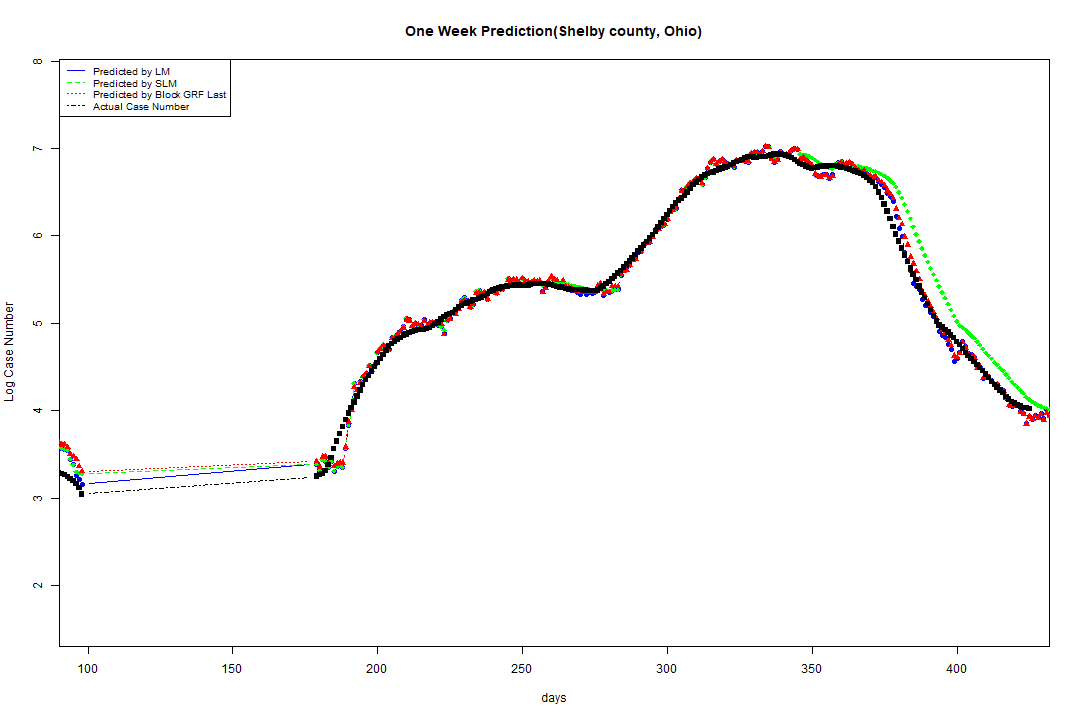 One Week Prediction(Shelby county, Ohio)
Predicted by LM
Predicted by SLM
Predicted by Block GRF Last
Actual Case Number
8
7
6
5
4
3
2
Log Case Number
100 150 200 250 300 350 400
days